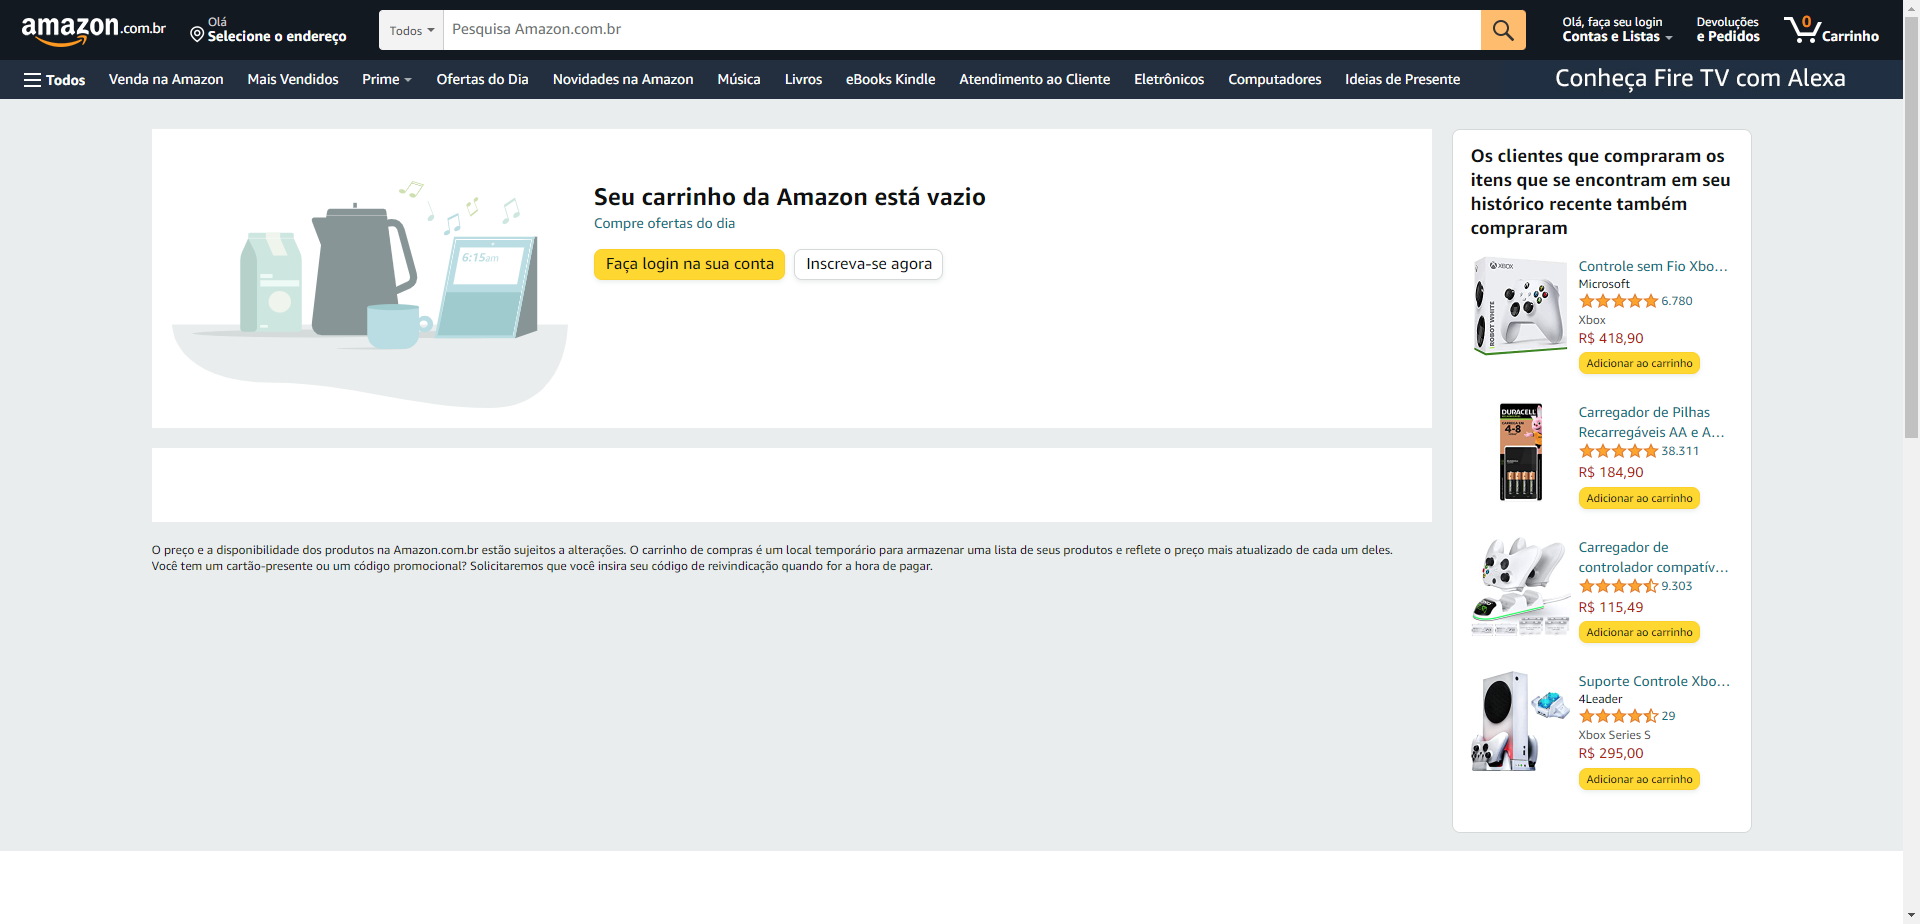 amazon.com.br
Olá
Selecione o endereço
Todos
Pesquisa Amazon.com.br
Olá, faça seu login
Contas e Listas
Devoluções
e Pedidos
0
Carrinho
Todos
Venda na Amazon
Mais Vendidos
Prime
Ofertas do Dia
Novidades na Amazon
Música
Livros
eBooks Kindle
Atendimento ao Cliente
Eletrônicos
Computadores
Ideias de Presente
Conheça Fire TV com Alexa
6:15am
Seu carrinho da Amazon está vazio
Compre ofertas do dia
Faça login na sua conta
Inscreva-se agora
O preço e a disponibilidade dos produtos na Amazon.com.br estão sujeitos a alterações. O carrinho de compras é um local temporário para armazenar uma lista de seus produtos e reflete o preço mais atualizado de cada um deles.
Você tem um cartão-presente ou um código promocional? Solicitaremos que você insira seu código de reivindicação quando for a hora de pagar.
Os clientes que compraram os
itens que se encontram em seu
histórico recente também
compraram
XBOX
ROBOT WHITE
Controle sem Fio Xbo…
Microsoft
6.780
Xbox
R$ 418,90
Adicionar ao carrinho
DURACELL
4-8
Carregador de Pilhas
Recarregáveis AA e A…
38.311
R$ 184,90
Adicionar ao carrinho
Carregador de
controlador compatív…
9.303
R$ 115,49
Adicionar ao carrinho
Suporte Controle Xbo…
4Leader
29
Xbox Series S
R$ 295,00
Adicionar ao carrinho